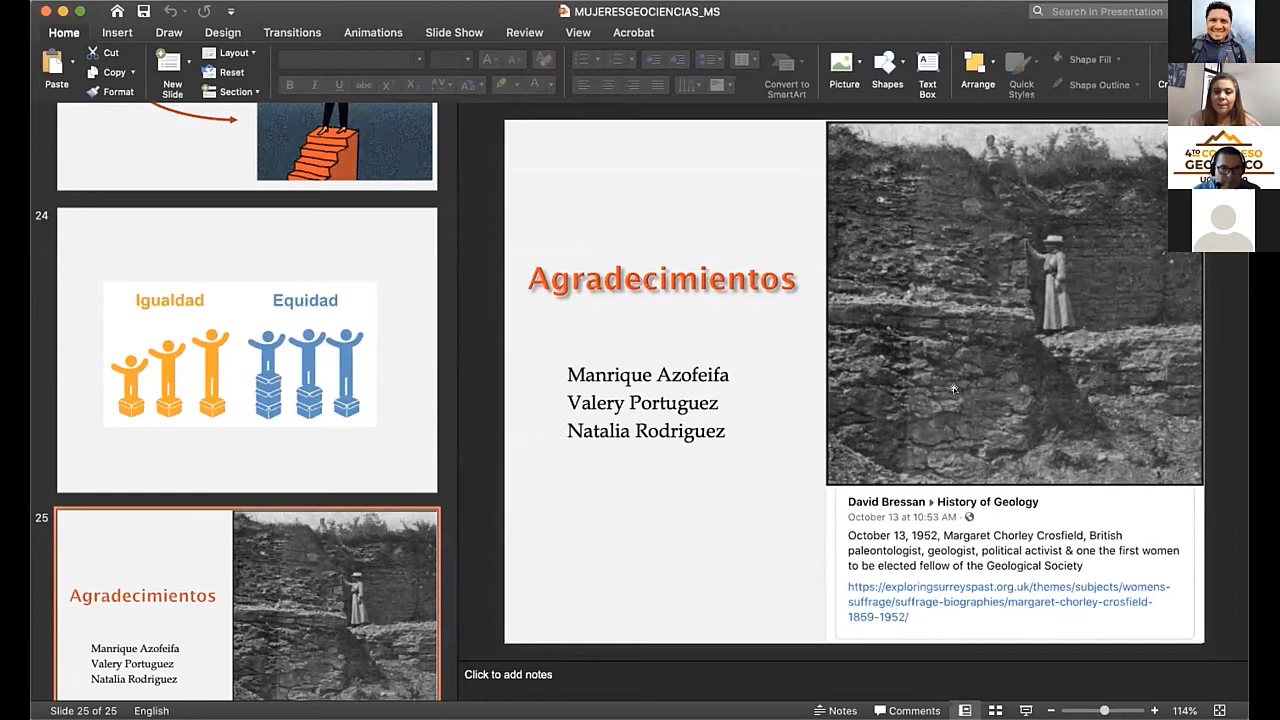 MUJERESGEOCIENCIAS_MS
Search in Presentation
Home
Insert
Draw
Design
Transitions
Animations
Slide Show
Review
View
Acrobat
Paste
Cut
Copy
Format
New
Slide
Layout
Reset
Section
Convert to
SmartArt
Picture
Shapes
Text
Box
Arrange
Quick
Styles
Shape Fill
Shape Outline
4TO
24
Igualdad
Equidad
25
Agradecimientos
Manrique Azofeifa
Valery Portuguez
Natalia Rodriguez
Agradecimientos
Manrique Azofeifa
Valery Portuguez
Natalia Rodriguez
David Bressan History of Geology
October 13 at 10:53 AM ·
October 13, 1952, Margaret Chorley Crosfield, British
paleontologist, geologist, political activist & one the first women
to be elected fellow of the Geological Society
https://exploringsurreyspast.org.uk/themes/subjects/womens-
suffrage/suffrage-biographies/margaret-chorley-crosfield-
1859-1952/
Click to add notes
Slide 25 of 25
English
Notes
Comments
114%